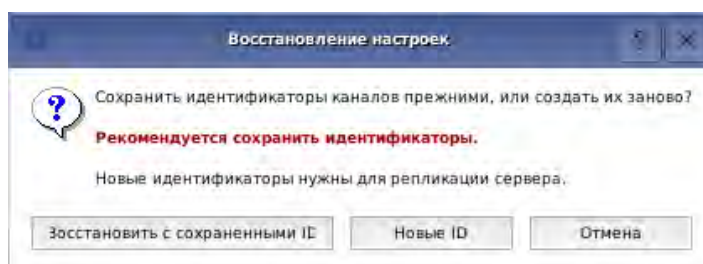 Восстановление настроек
Сохранить идентификаторы каналов прежними, или создать их заново?
Рекомендуется сохранить идентификаторы.
Новые идентификаторы нужны для репликации сервера.
Восстановить с сохраненными ID Новые ID Отмена